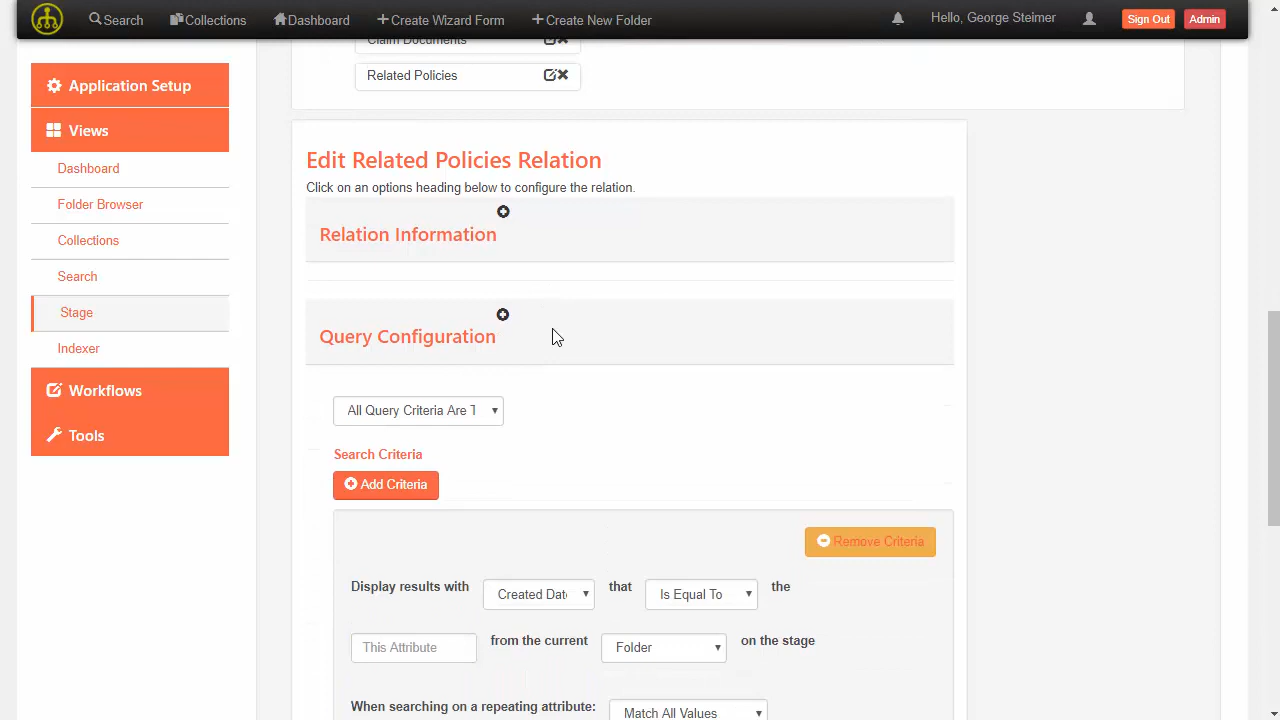 Search Collections Dashboard Create Wizard Form Create New Folder Hello, George Steimer Sign Out Admin
Claim Documents
Related Policies
Application Setup
Views
Dashboard
Folder Browser
Collections
Search
Stage
Indexer
Workflows
Tools
Edit Related Policies Relation
Click on an options heading below to configure the relation.
Relation Information
Query Configuration
All Query Criteria Are T
Search Criteria
Add Criteria
Remove Criteria
Display results with Created Date that Is Equal To the
This Attribute from the current Folder on the stage
When searching on a repeating attribute: Match All Values